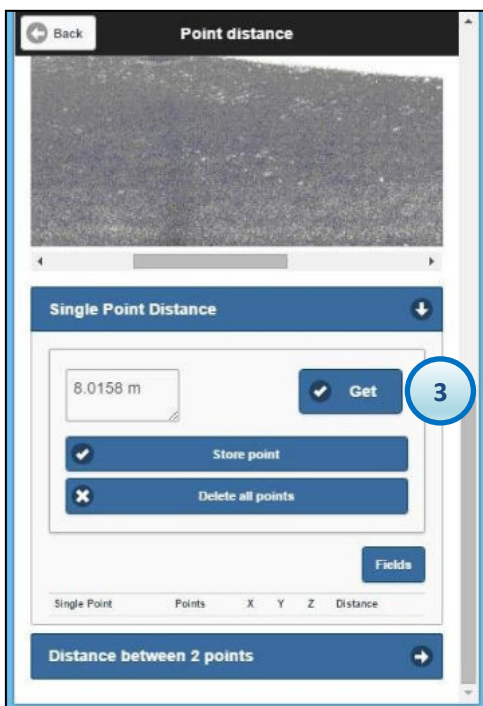 Back Point distance
Single Point Distance
8.0158 m Get 3
Store point
Delete all points
Fields
Single Point Points X Y Z Distance
Distance between 2 points